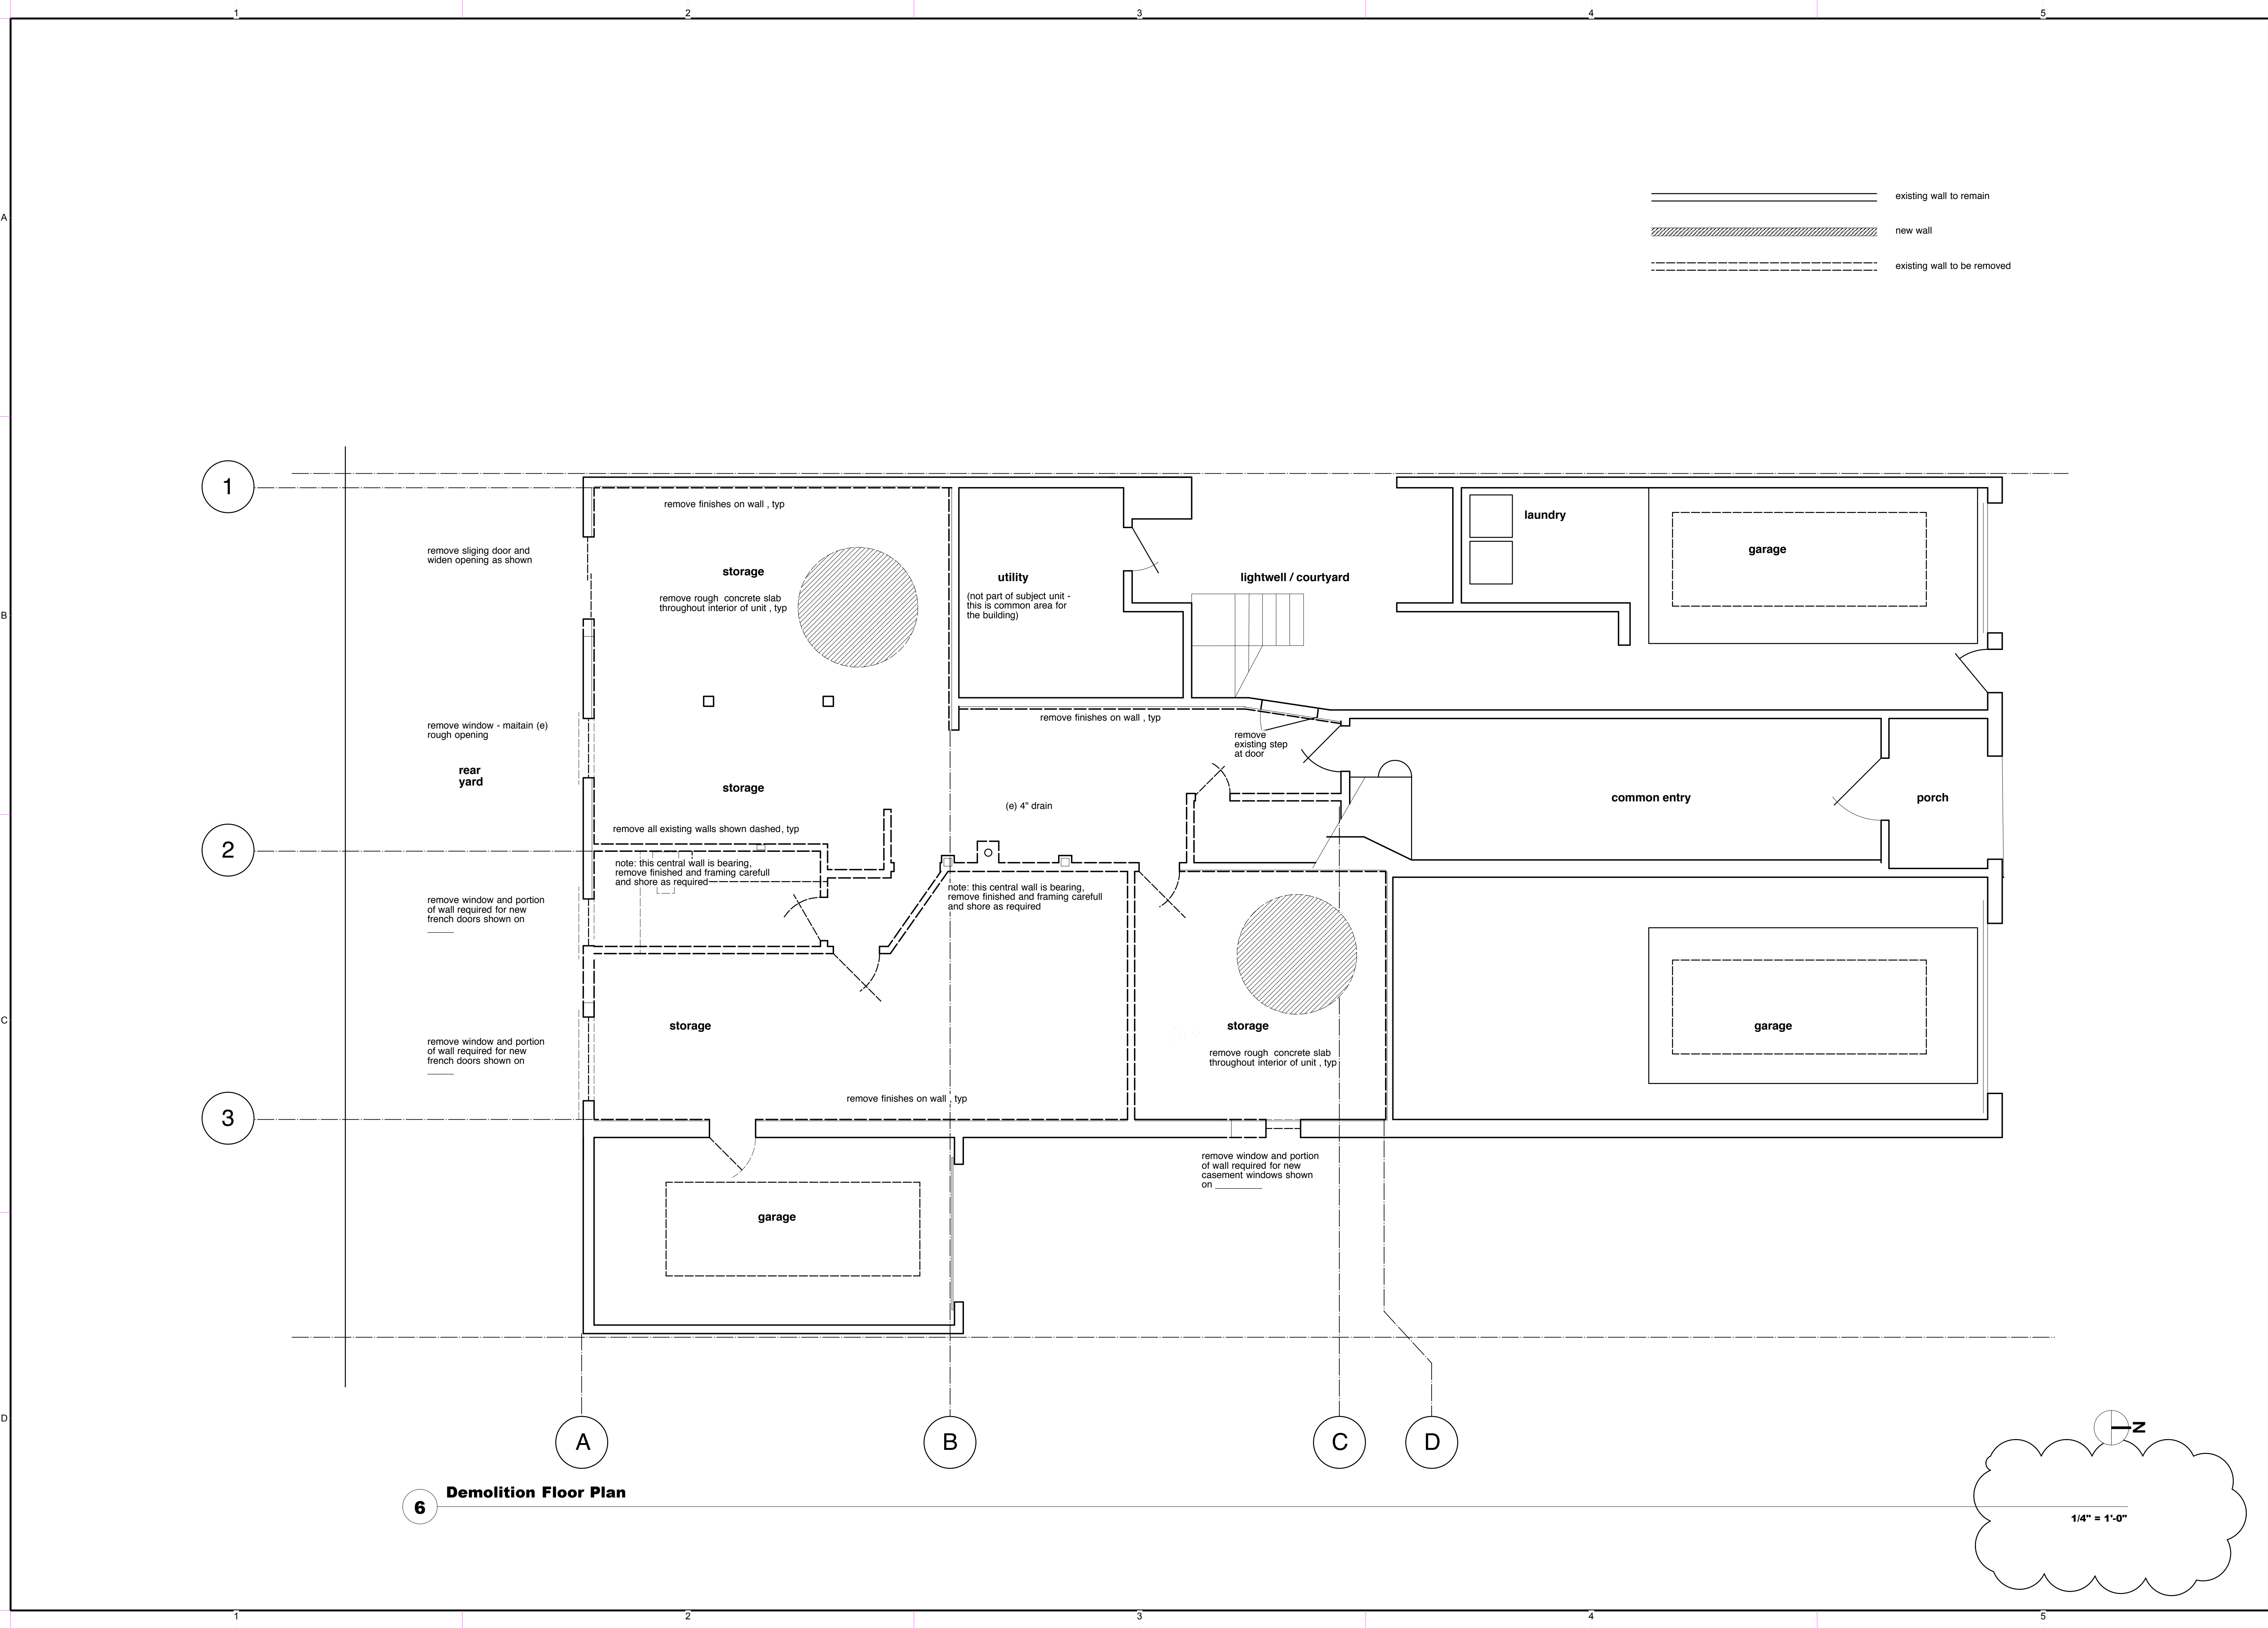 1
2
3
4
5
A
existing wall to remain
new wall
existing wall to be removed
1
remove finishes on wall , typ
laundry
garage
remove sliging door and
widen opening as shown
storage
utility
lightwell / courtyard
remove rough concrete slab
throughout interior of unit , typ
(not part of subject unit -
this is common area for
the building)
B
remove window - maitain (e)
rough opening
remove finishes on wall , typ
remove
existing step
at door
rear
yard
storage
(e) 4" drain
common entry
porch
remove all existing walls shown dashed, typ
2
note: this central wall is bearing,
remove finished and framing carefull
and shore as required
note: this central wall is bearing,
remove finished and framing carefull
and shore as required
remove window and portion
of wall required for new
french doors shown on
_____
C
storage
storage
garage
remove window and portion
of wall required for new
french doors shown on
_____
remove rough concrete slab
throughout interior of unit , typ
remove finishes on wall , typ
3
remove window and portion
of wall required for new
casement windows shown
on _________
garage
D
A
B
C
D
N
6
Demolition Floor Plan
1/4" = 1'-0"
1
2
3
4
5